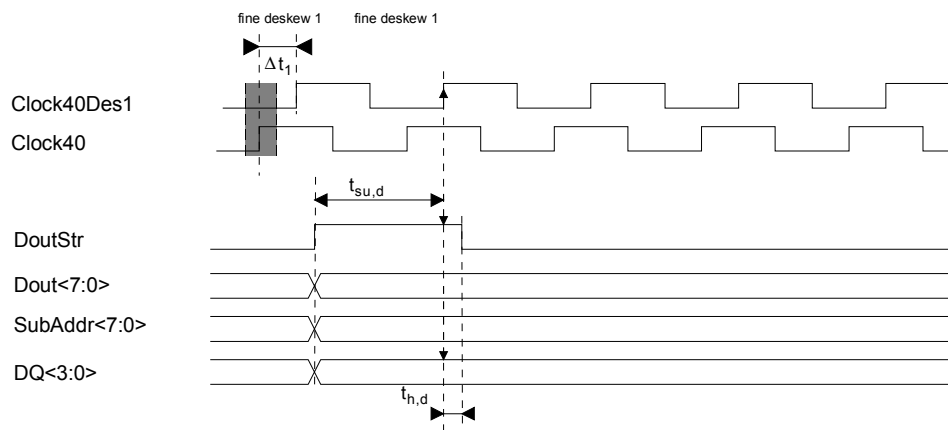 fine deskew 1 fine deskew 1
Δt1
Clock40Des1
Clock40
tsu,d
DoutStr
Dout<7:0>
SubAddr<7:0>
DQ<3:0>
th,d